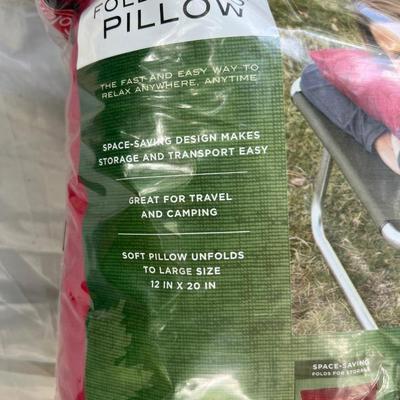 PILLOW
THE FAST AND EASY WAY TO
RELAX ANYWHERE, ANYTIME
SPACE-SAVING DESIGN MAKES
STORAGE AND TRANSPORT EASY
GREAT FOR TRAVEL
AND CAMPING
SOFT PILLOW UNFOLDS
TO LARGE SIZE
12 IN X 20 IN
SPACE-SAVING
FOLDS FOR STORAGE